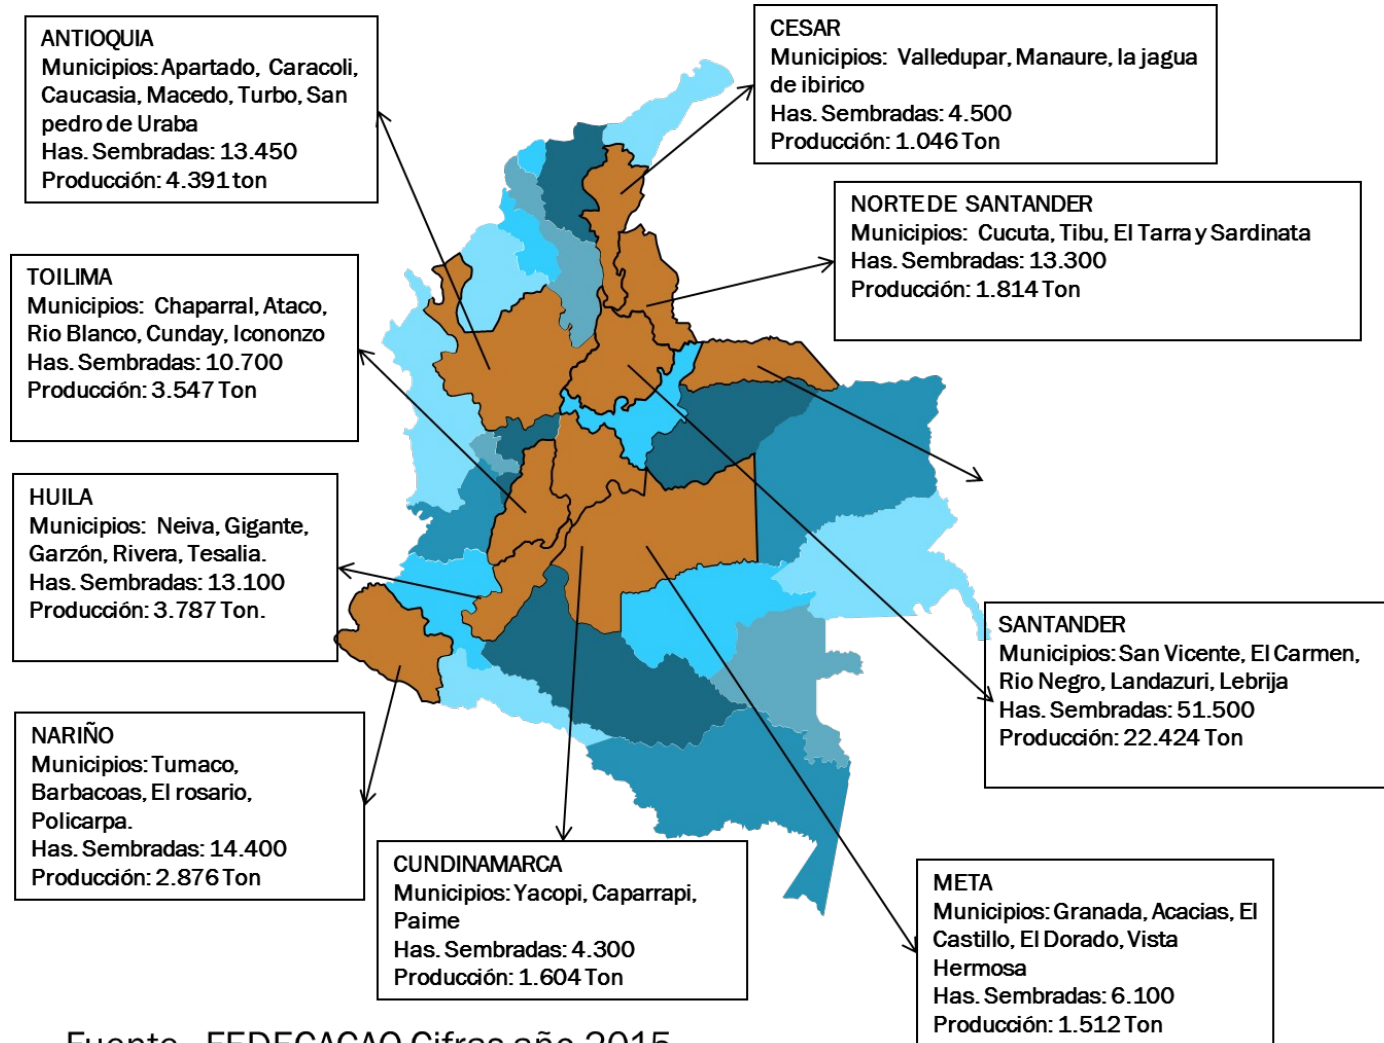 ANTIOQUIA
Municipios: Apartado, Caracoli,
Caucasia, Macedo, Turbo, San
pedro de Uraba
Has. Sembradas: 13.450
Producción: 4.391 ton
CESAR
Municipios: Valledupar, Manaure, la jagua
de ibirico
Has. Sembradas: 4.500
Producción: 1.046 Ton
NORTE DE SANTANDER
Municipios: Cucuta, Tibu, El Tarra y Sardinata
Has. Sembradas: 13.300
Producción: 1.814 Ton
TOILIMA
Municipios: Chaparral, Ataco,
Rio Blanco, Cunday, Icononzo
Has. Sembradas: 10.700
Producción: 3.547 Ton
HUILA
Municipios: Neiva, Gigante,
Garzón, Rivera, Tesalia.
Has. Sembradas: 13.100
Producción: 3.787 Ton.
SANTANDER
Municipios: San Vicente, El Carmen,
Rio Negro, Landazuri, Lebrija
Has. Sembradas: 51.500
Producción: 22.424 Ton
NARIÑO
Municipios: Tumaco,
Barbacoas, El rosario,
Policarpa.
Has. Sembradas: 14.400
Producción: 2.876 Ton
CUNDINAMARCA
Municipios: Yacopi, Caparrapi,
Paime
Has. Sembradas: 4.300
Producción: 1.604 Ton
META
Municipios: Granada, Acacias, El
Castillo, El Dorado, Vista
Hermosa
Has. Sembradas: 6.100
Producción: 1.512 Ton
Fuente FEDECACAO Cifras año 2015